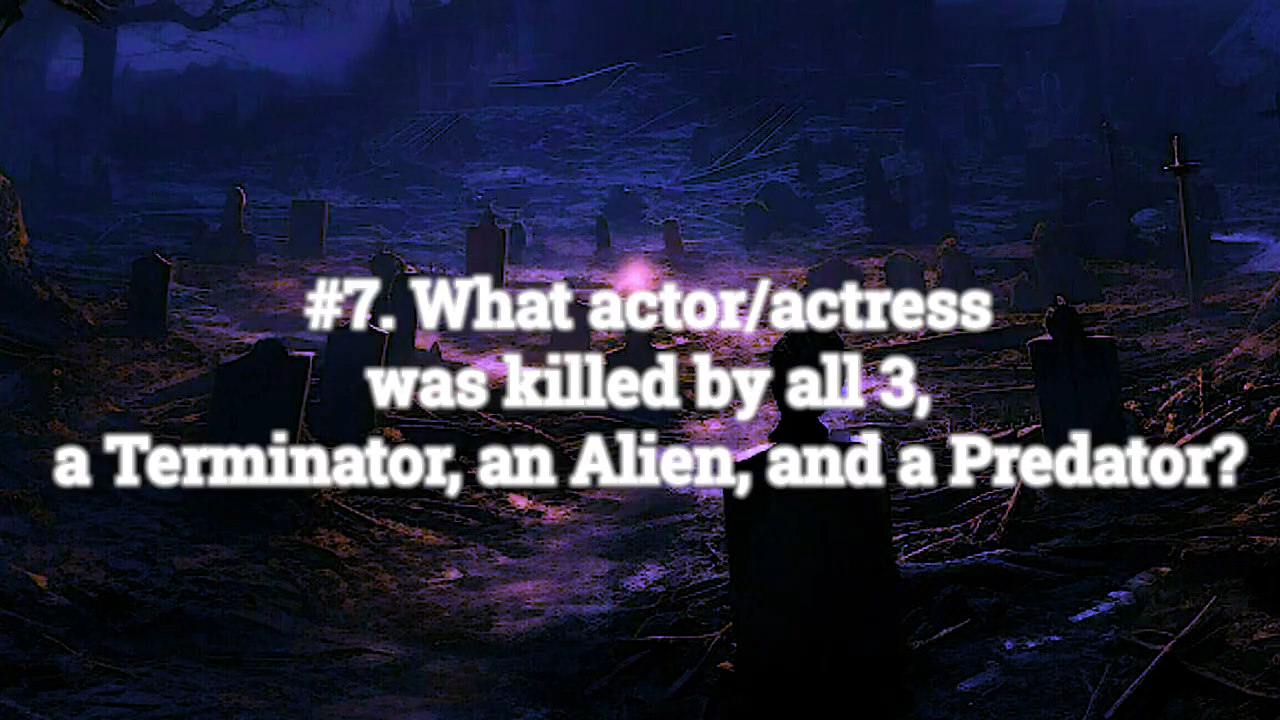 #7. What actor/actress
was killed by all 3,
a Terminator, an Alien, and a Predator?